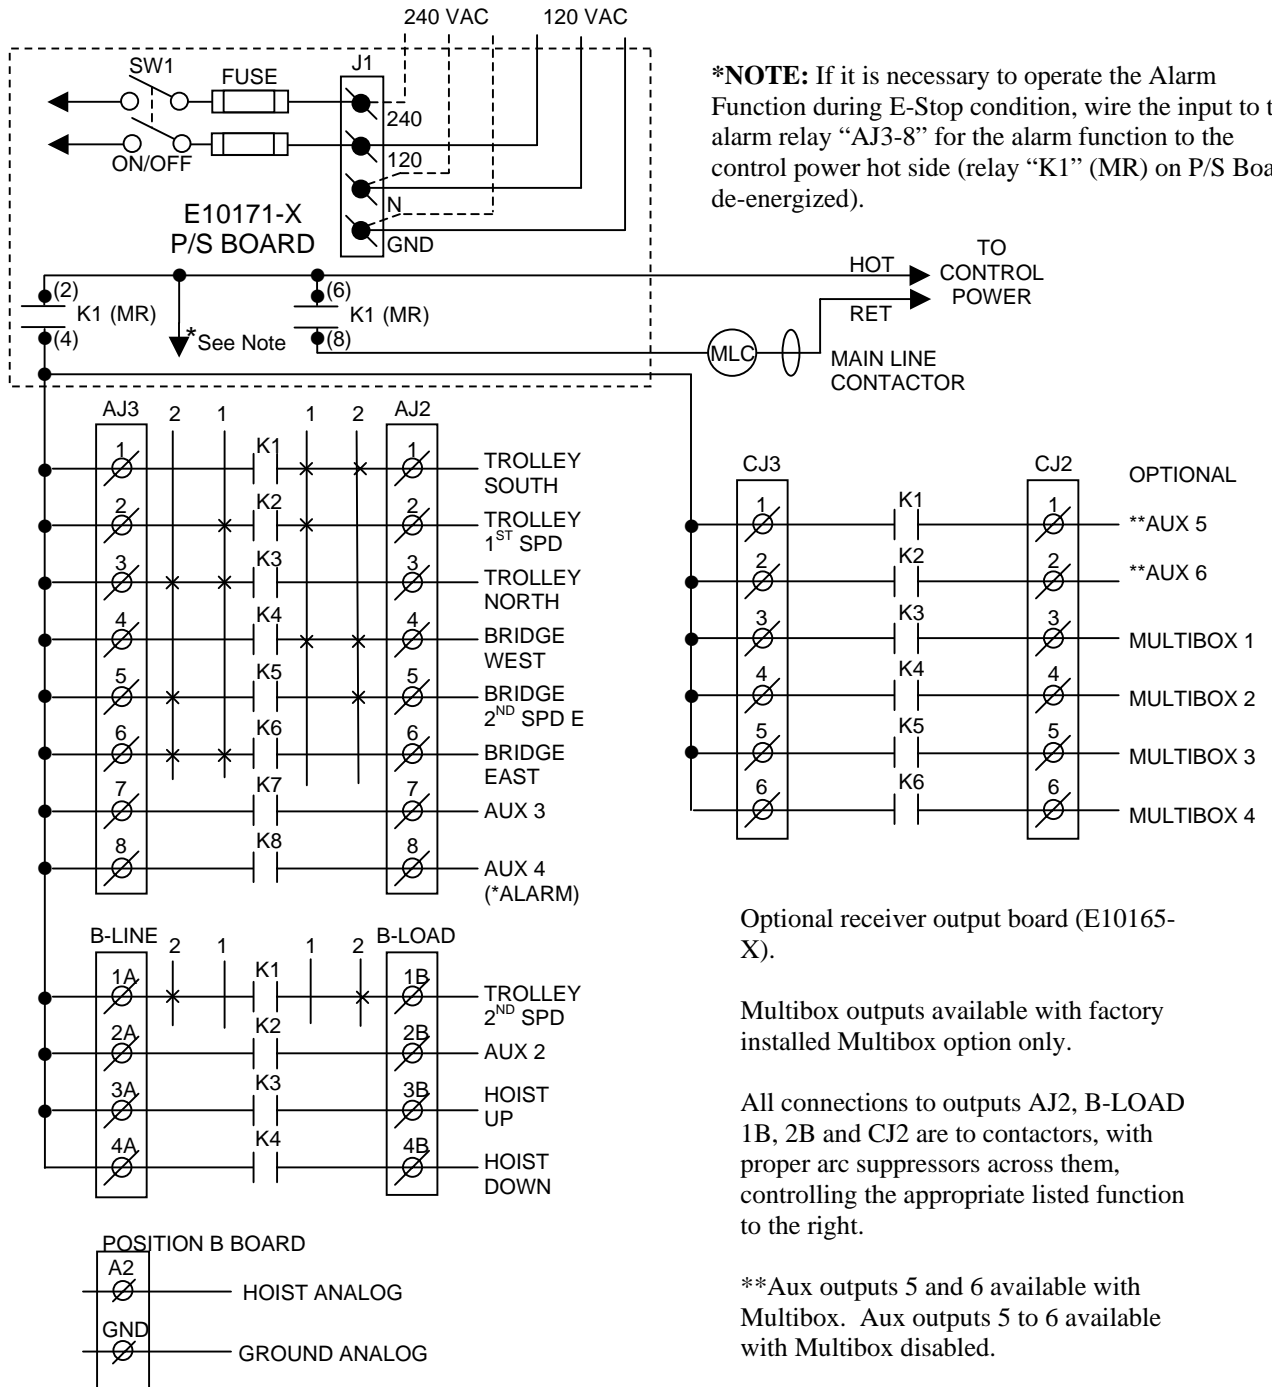 240 VAC 120 VAC
SW1
FUSE
J1
240
120
N
GND
ON/OFF
E10171-X
P/S BOARD
*NOTE: If it is necessary to operate the Alarm
Function during E-Stop condition, wire the input to t
alarm relay “AJ3-8” for the alarm function to the
control power hot side (relay “K1” (MR) on P/S Boa
de-energized).
(2)
K1 (MR)
(4)
*See Note
(6)
K1 (MR)
(8)
HOT
RET
TO
CONTROL
POWER
MLC
MAIN LINE
CONTACTOR
AJ3 2 1 1 2 AJ2
1 K1 1 TROLLEY
SOUTH
2 K2 2 TROLLEY
1ST SPD
3 K3 3 TROLLEY
NORTH
4 K4 4 BRIDGE
WEST
5 K5 5 BRIDGE
2ND SPD E
6 K6 6 BRIDGE
EAST
7 K7 7 AUX 3
8 K8 8 AUX 4
(*ALARM)
CJ3 CJ2 OPTIONAL
1 K1 1 **AUX 5
2 K2 2 **AUX 6
3 K3 3 MULTIBOX 1
4 K4 4 MULTIBOX 2
5 K5 5 MULTIBOX 3
6 K6 6 MULTIBOX 4
B-LINE 2 1 1 2 B-LOAD
1A K1 1B TROLLEY
2ND SPD
2A K2 2B AUX 2
3A K3 3B HOIST
UP
4A K4 4B HOIST
DOWN
POSITION B BOARD
A2 HOIST ANALOG
GND GROUND ANALOG
Optional receiver output board (E10165-
X).
Multibox outputs available with factory
installed Multibox option only.
All connections to outputs AJ2, B-LOAD
1B, 2B and CJ2 are to contactors, with
proper arc suppressors across them,
controlling the appropriate listed function
to the right.
**Aux outputs 5 and 6 available with
Multibox.  Aux outputs 5 to 6 available
with Multibox disabled.